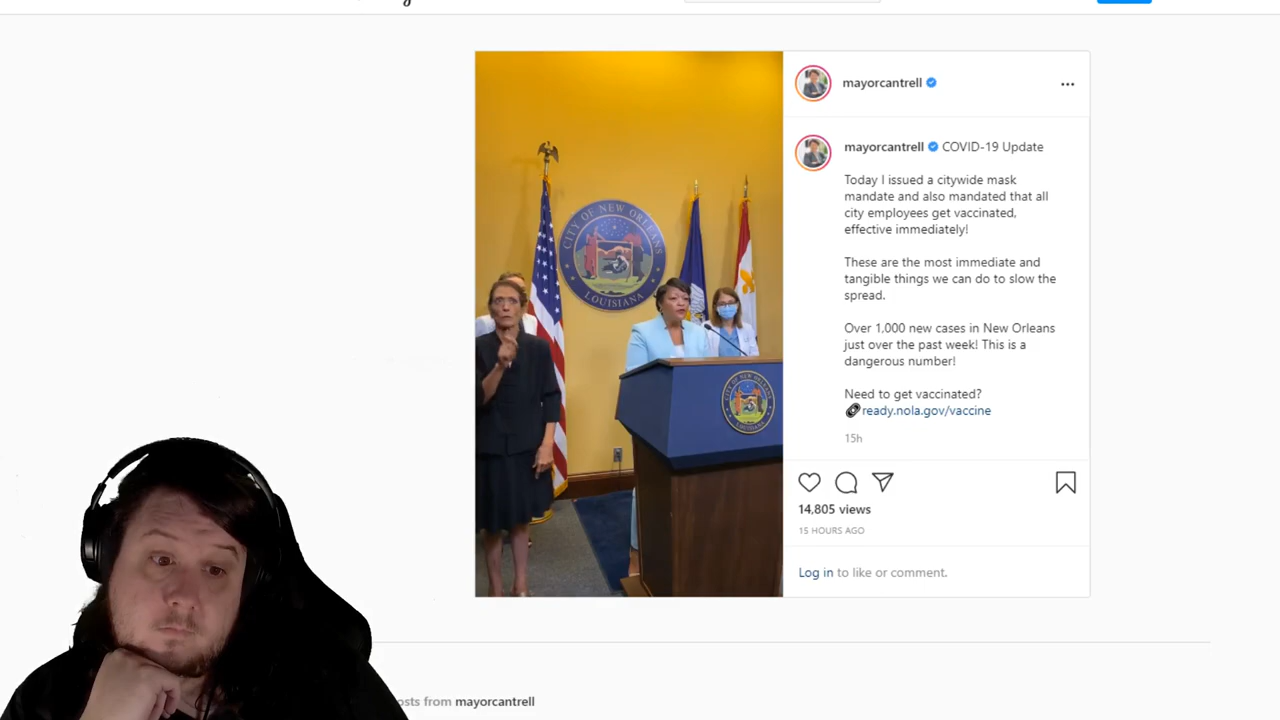 mayorcantrell
mayorcantrell COVID-19 Update
Today I issued a citywide mask
mandate and also mandated that all
city employees get vaccinated,
effective immediately!
These are the most immediate and
tangible things we can do to slow the
spread.
Over 1,000 new cases in New Orleans
just over the past week! This is a
dangerous number!
Need to get vaccinated?
ready.nola.gov/vaccine
15h
14,805 views
15 HOURS AGO
Log in to like or comment.
CITY OF NEW ORLEANS
LOUISIANA
osts from mayorcantrell